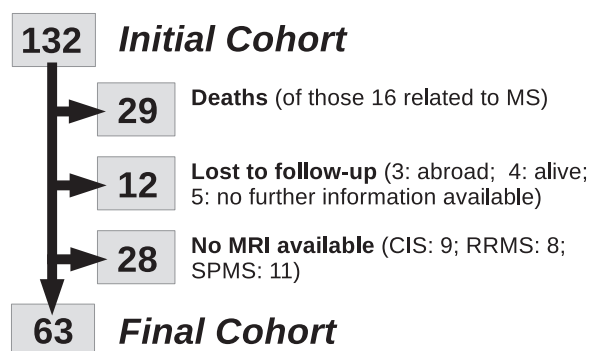 132 Initial Cohort
29 Deaths (of those 16 related to MS)
12 Lost to follow-up (3: abroad; 4: alive;
5: no further information available)
28 No MRI available (CIS: 9; RRMS: 8;
SPMS: 11)
63 Final Cohort